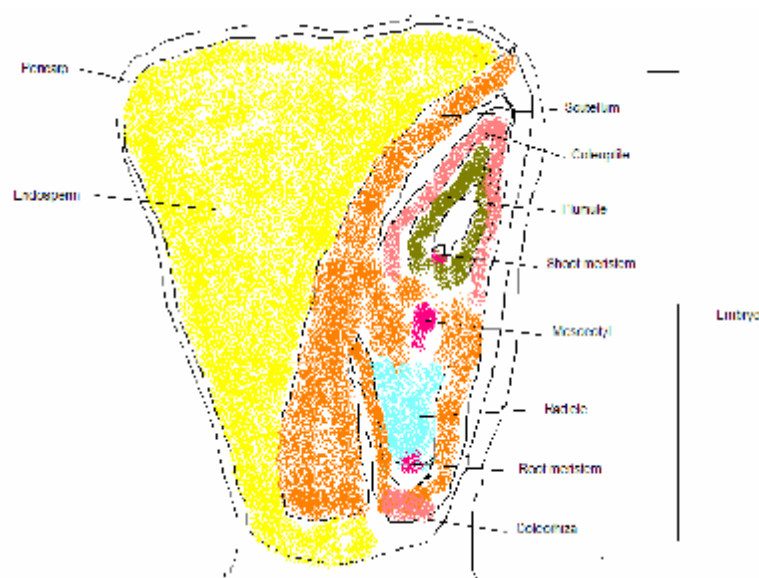 Pericarp
Scutellum
Coleoptile
Endosperm
Plumule
Shoot meristem
Embryo
Mesocotyl
Radicle
Root meristem
Coleorhiza